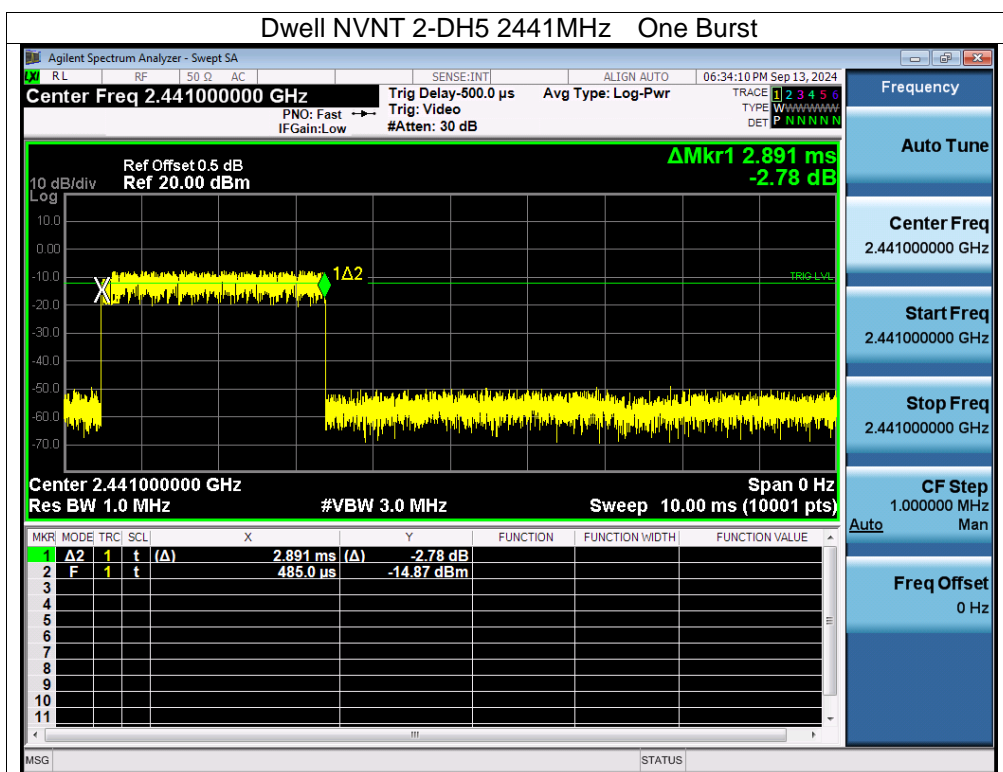 Dwell NVNT 2-DH5 2441MHz One Burst
Agilent Spectrum Analyzer - Swept SA
LXI RL RF 50 Ω AC SENSE:INT ALIGN AUTO 06:34:10 PM Sep 13, 2024
Center Freq 2.441000000 GHz Trig Delay-500.0 µs Avg Type: Log-Pwr TRACE 1 2 3 4 5 6
PNO: Fast Trig: Video TYPE WWWWWW
IFGain:Low #Atten: 30 dB DET P N N N N N
Ref Offset 0.5 dB ΔMkr1 2.891 ms
10 dB/div Ref 20.00 dBm -2.78 dB
Log
10.0
0.00
-10.0 1Δ2 TRIG LVL
-20.0
-30.0
-40.0
-50.0
-60.0
-70.0
Center 2.441000000 GHz Span 0 Hz
Res BW 1.0 MHz #VBW 3.0 MHz Sweep 10.00 ms (10001 pts)
MKR MODE TRC SCL X Y FUNCTION FUNCTION WIDTH FUNCTION VALUE
1 Δ2 1 t (Δ) 2.891 ms (Δ) -2.78 dB
2 F 1 t 485.0 µs -14.87 dBm
3
4
5
6
7
8
9
10
11
MSG STATUS
Frequency
Auto Tune
Center Freq
2.441000000 GHz
Start Freq
2.441000000 GHz
Stop Freq
2.441000000 GHz
CF Step
1.000000 MHz
Auto Man
Freq Offset
0 Hz